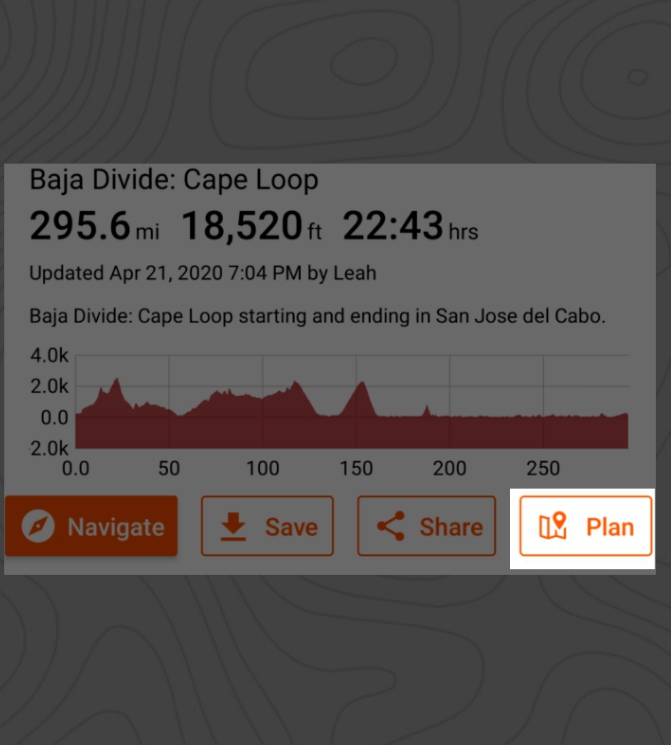 Baja Divide: Cape Loop
295.6 mi 18,520 ft 22:43 hrs
Updated Apr 21, 2020 7:04 PM by Leah
Baja Divide: Cape Loop starting and ending in San Jose del Cabo.
4.0k
2.0k
0.0
2.0k
0.0 50 100 150 200 250
Navigate Save Share Plan